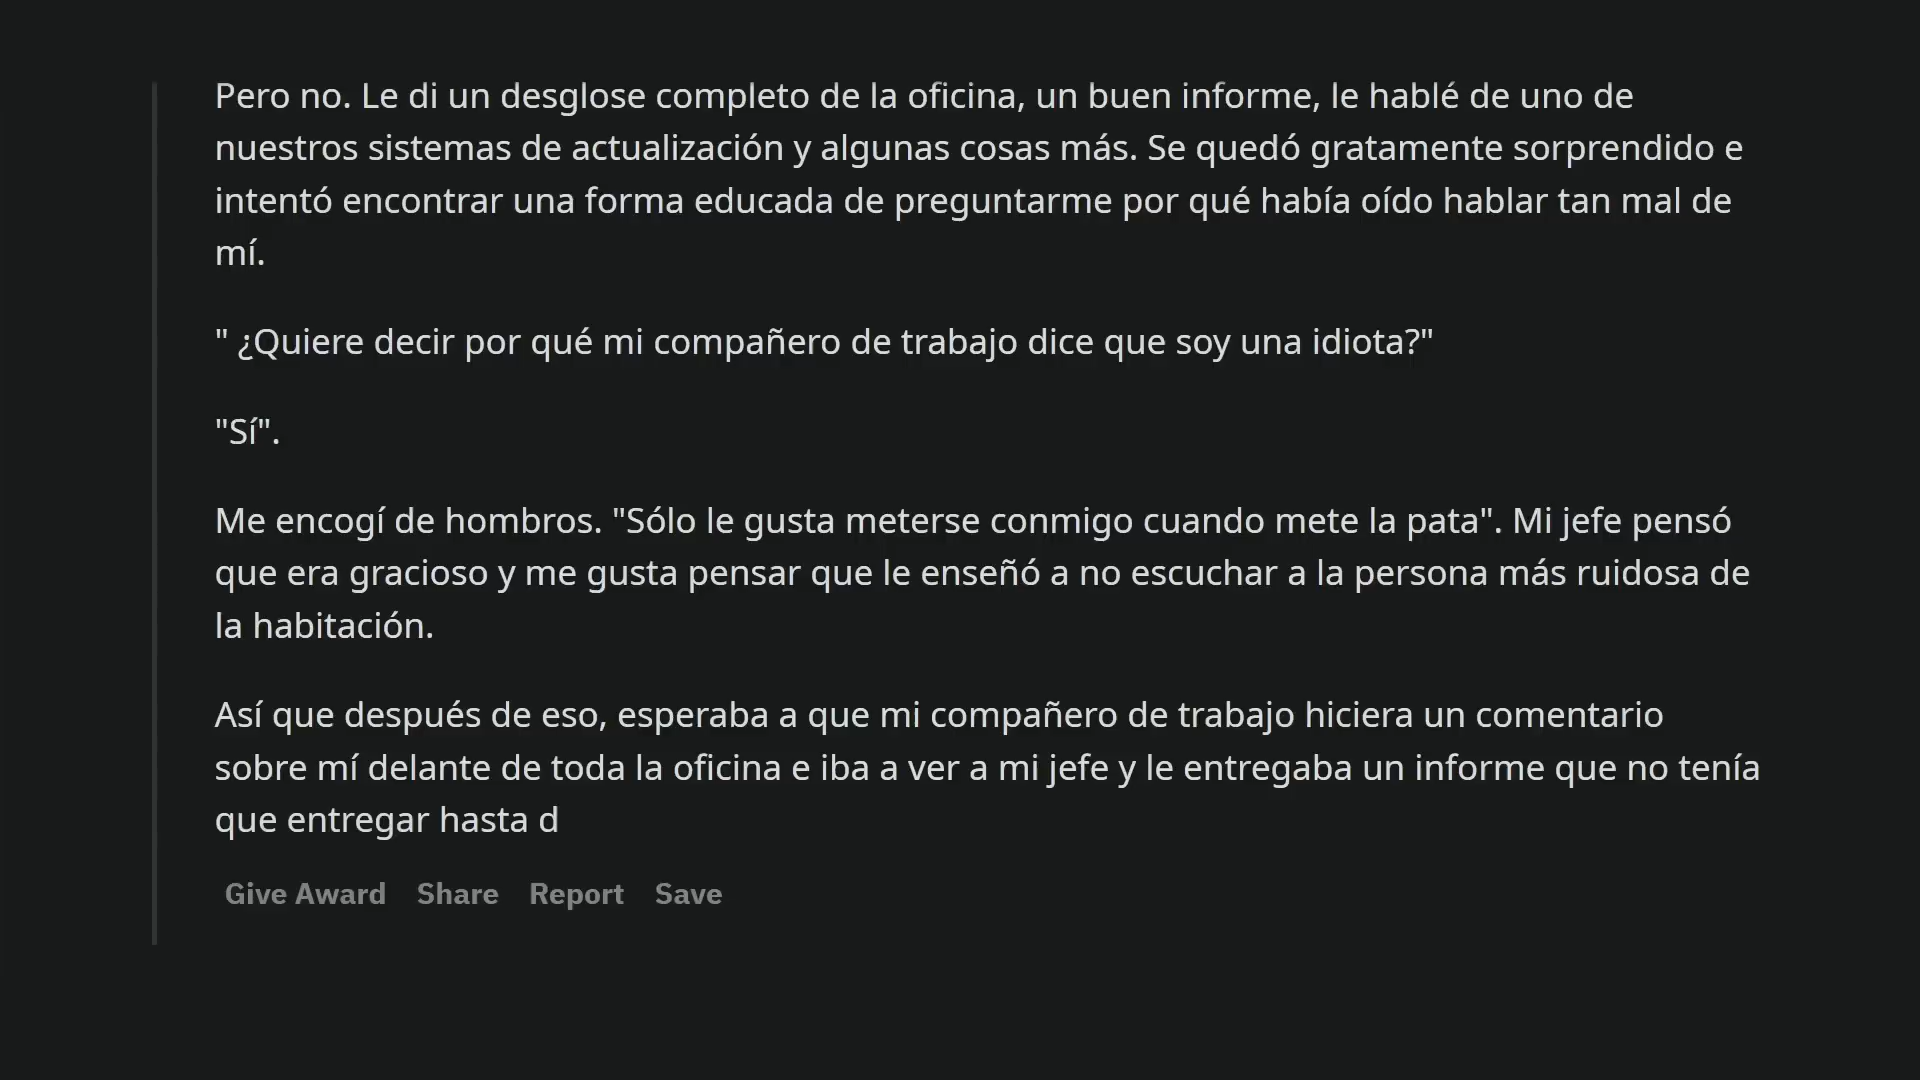 Pero no. Le di un desglose completo de la oficina, un buen informe, le hablé de uno de
nuestros sistemas de actualización y algunas cosas más. Se quedó gratamente sorprendido e
intentó encontrar una forma educada de preguntarme por qué había oído hablar tan mal de
mí.
" ¿Quiere decir por qué mi compañero de trabajo dice que soy una idiota?"
"Sí".
Me encogí de hombros. "Sólo le gusta meterse conmigo cuando mete la pata". Mi jefe pensó
que era gracioso y me gusta pensar que le enseñó a no escuchar a la persona más ruidosa de
la habitación.
Así que después de eso, esperaba a que mi compañero de trabajo hiciera un comentario
sobre mí delante de toda la oficina e iba a ver a mi jefe y le entregaba un informe que no tenía
que entregar hasta d
Give Award Share Report Save